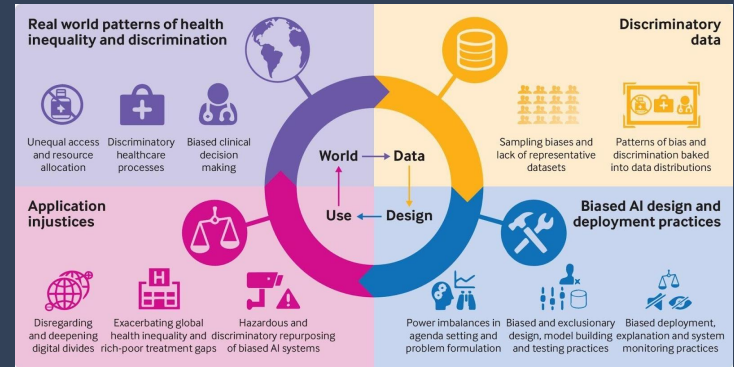 Real world patterns of health
inequality and discrimination
Unequal access
and resource
allocation
Discriminatory
healthcare
processes
Biased clinical
decision
making
Discriminatory
data
Sampling biases and
lack of representative
datasets
Patterns of bias and
discrimination baked
into data distributions
World
Data
Use
Design
Application
injustices
Disregarding
and deepening
digital divides
H
Exacerbating global
health inequality and
rich-poor treatment gaps
Hazardous and
discriminatory repurposing
of biased AI systems
Biased AI design and
deployment practices
Power imbalances in
agenda setting and
problem formulation
Biased and exclusionary
design, model building
and testing practices
Biased deployment,
explanation and system
monitoring practices